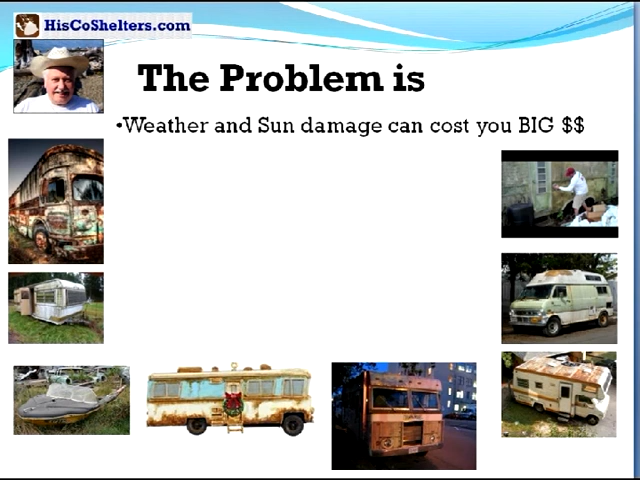 HisCoShelters.com
The Problem is
•Weather and Sun damage can cost you BIG $$